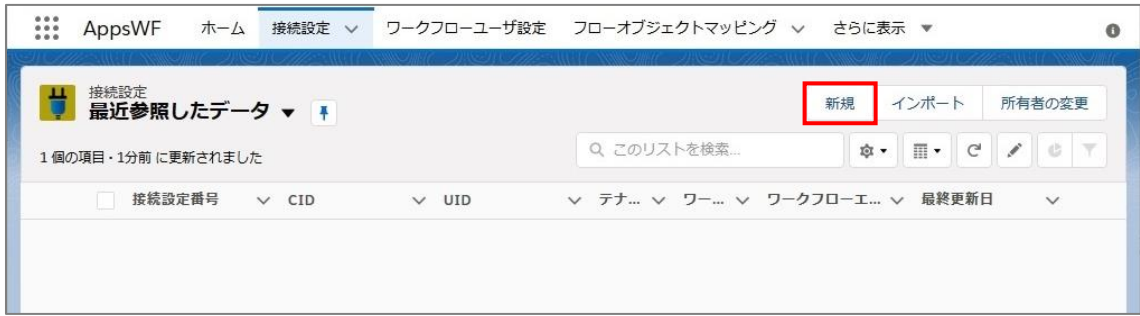 AppsWF ホーム 接続設定 ワークフローユーザ設定 フローオブジェクトマッピング さらに表示
接続設定
最近参照したデータ
新規 インポート 所有者の変更
1 個の項目・1分前 に更新されました
このリストを検索...
接続設定番号 CID UID テナ... ワー... ワークフローエ... 最終更新日